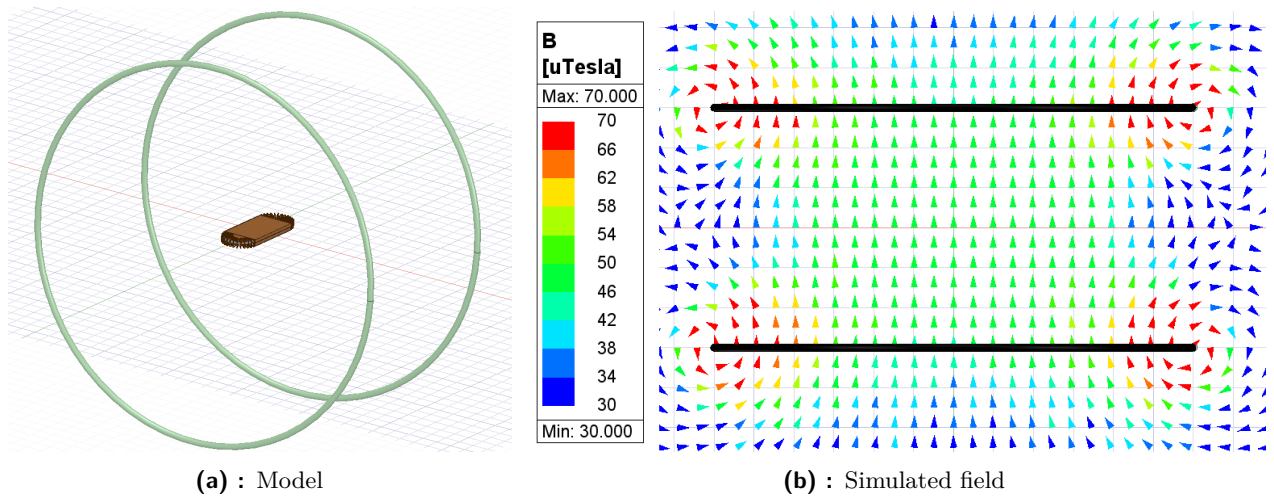 B
[uTesla]
Max: 70.000
70
66
62
58
54
50
46
42
38
34
30
Min: 30.000
(a) : Model
(b) : Simulated field